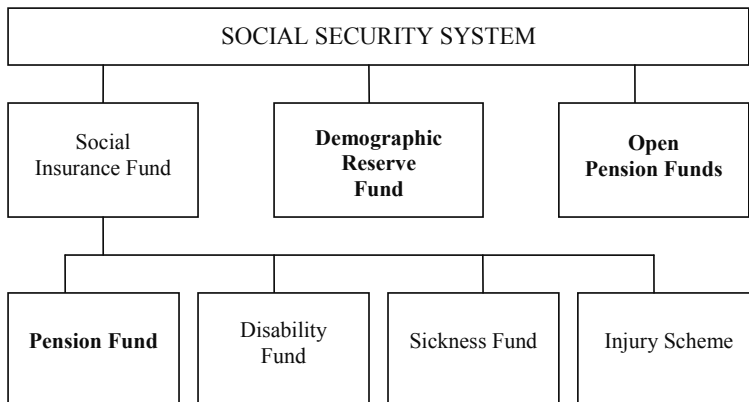 SOCIAL SECURITY SYSTEM
Social
Insurance Fund
Demographic
Reserve
Fund
Open
Pension Funds
Pension Fund
Disability
Fund
Sickness Fund
Injury Scheme